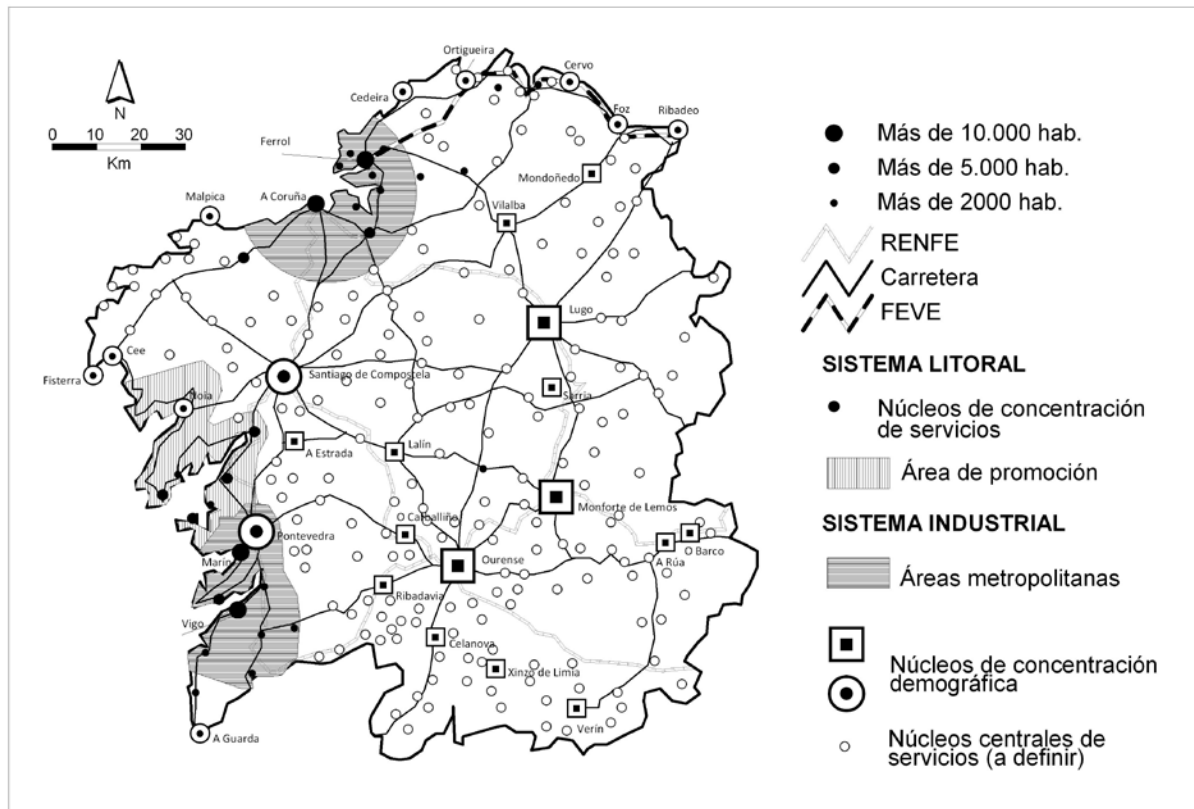 Ortigueira
Cervo
Cedeira
Foz
Ribadeo
N
0 10 20 30
Km
Ferrol
Mondoñedo
Malpica
A Coruña
Vilalba
Lugo
Cee
Fisterra
Santiago de Compostela
Noia
Sarria
A Estrada
Lalín
Monforte de Lemos
O Carballiño
Pontevedra
O Barco
A Rúa
Marín
Ourense
Ribadavia
Vigo
Celanova
Xinzo de Limia
Verín
A Guarda
Más de 10.000 hab.
Más de 5.000 hab.
Más de 2000 hab.
RENFE
Carretera
FEVE
SISTEMA LITORAL
Núcleos de concentración
de servicios
Área de promoción
SISTEMA INDUSTRIAL
Áreas metropolitanas
Núcleos de concentración
demográfica
Núcleos centrales de
servicios (a definir)